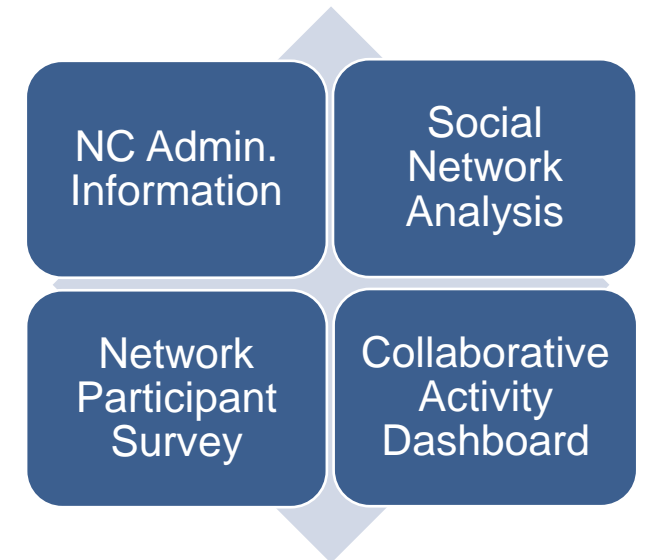 NC Admin.
Information
Social
Network
Analysis
Network
Participant
Survey
Collaborative
Activity
Dashboard